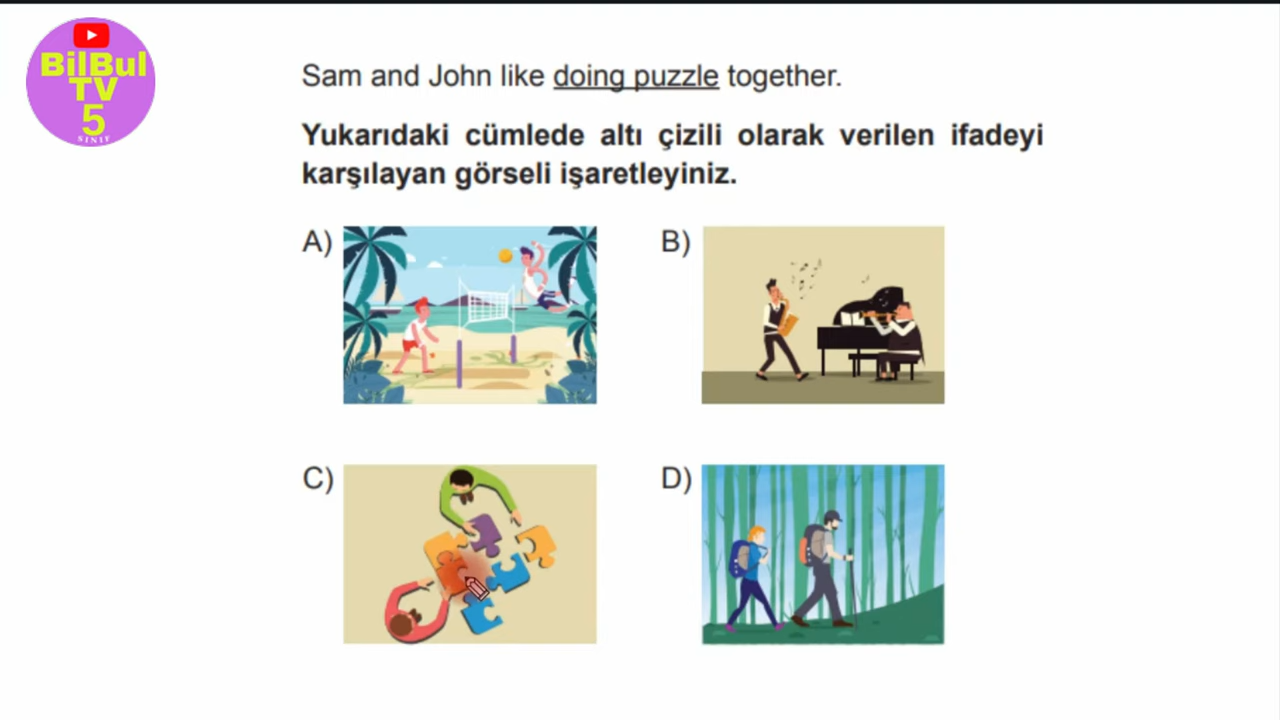 BilBul
TV
5
SINIF
Sam and John like doing puzzle together.
Yukarıdaki cümlede altı çizili olarak verilen ifadeyi
karşılayan görseli işaretleyiniz.
A)
B)
C)
D)